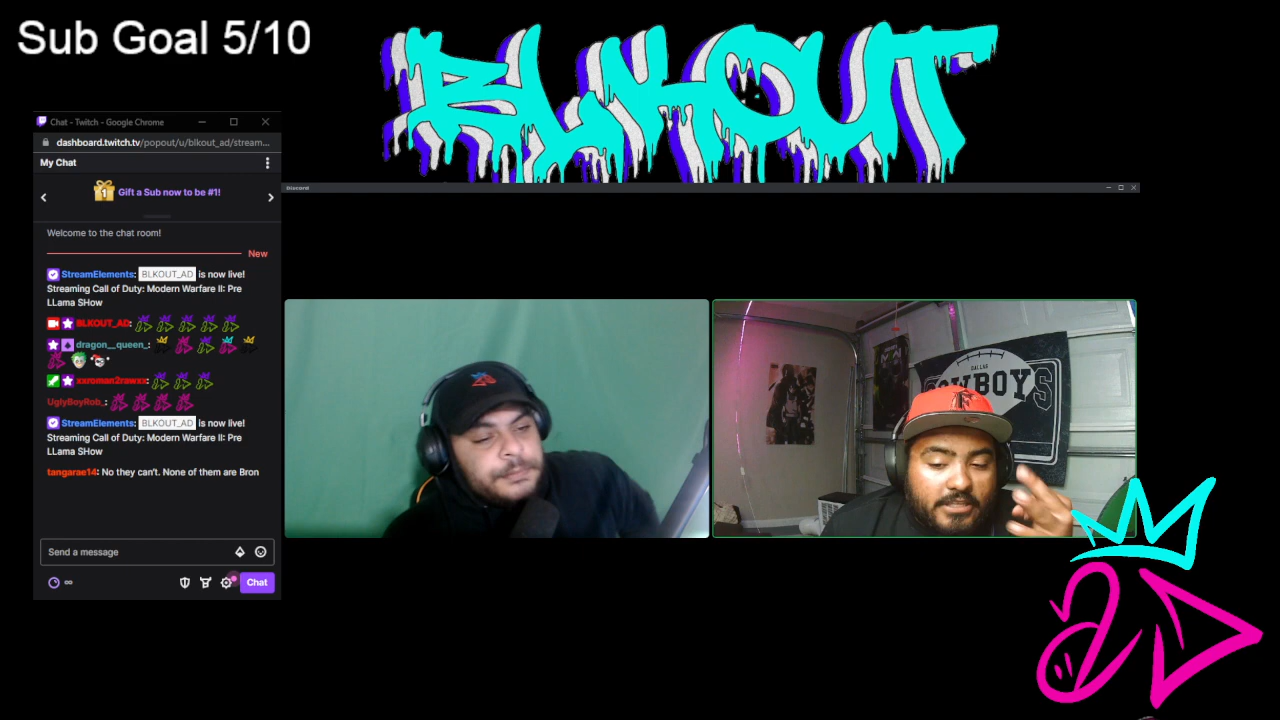 Sub Goal 5/10
BLKOUT
Chat - Twitch - Google Chrome
dashboard.twitch.tv/popout/u/blkout_ad/stream...
My Chat
1
Gift a Sub now to be #1!
Welcome to the chat room!
New
StreamElements: BLKOUT_AD is now live!
Streaming Call of Duty: Modern Warfare II: Pre
LLama SHow
BLKOUT_AD:
dragon__queen_:
xxroman2rawxx:
UglyBoyRob_:
StreamElements: BLKOUT_AD is now live!
Streaming Call of Duty: Modern Warfare II: Pre
LLama SHow
tangarae14: No they can't. None of them are Bron
Send a message
Chat
Discord
COWBOYS